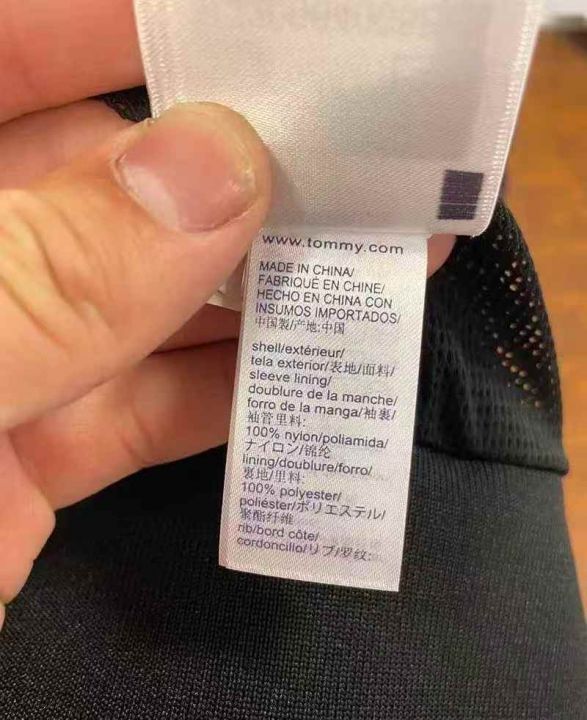 www.tommy.com
MADE IN CHINA/
FABRIQUÉ EN CHINE/
HECHO EN CHINA CON
INSUMOS IMPORTADOS/
中国製/产地:中国
shell/extérieur/
tela exterior/表地/面料/
sleeve lining/
doublure de la manche/
forro de la manga/袖裏/
袖管里料:
100% nylon/poliamida/
ナイロン/锦纶
lining/doublure/forro/
裏地/里料:
100% polyester/
poliéster/ポリエステル/
聚酯纤维
rib/bord côte/
cordoncillo/リブ/罗纹: